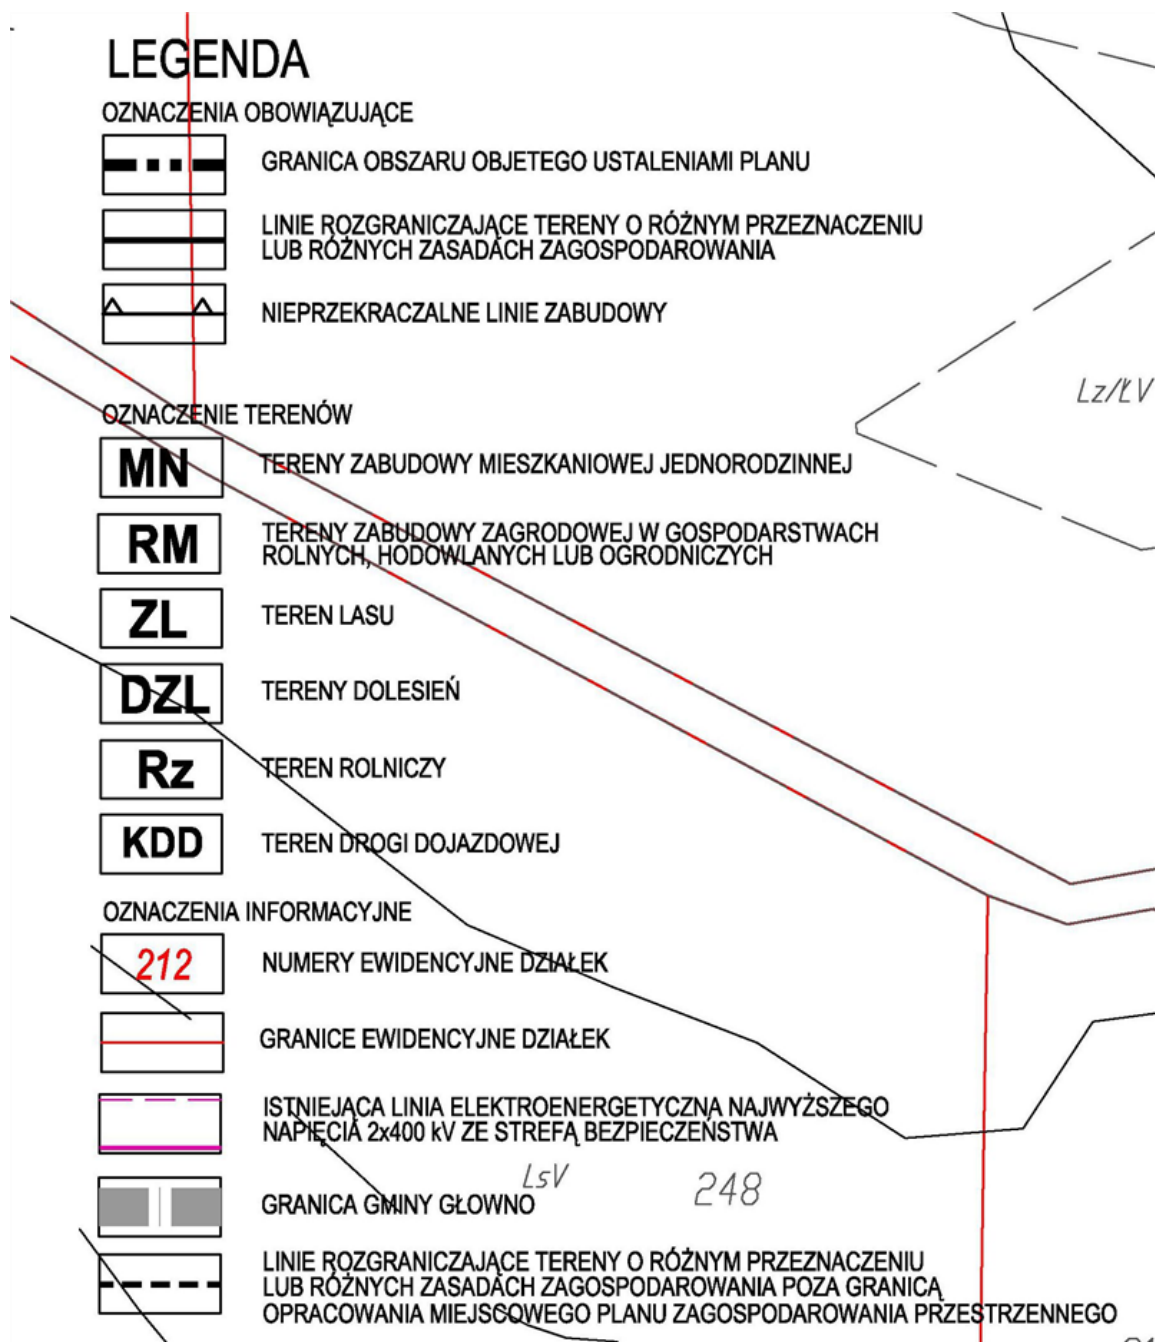 LEGENDA
OZNACZENIA OBOWIĄZUJĄCE
GRANICA OBSZARU OBJETEGO USTALENIAMI PLANU
LINIE ROZGRANICZAJĄCE TERENY O RÓŻNYM PRZEZNACZENIU
LUB RÓŻNYCH ZASADACH ZAGOSPODAROWANIA
NIEPRZEKRACZALNE LINIE ZABUDOWY
Lz/ŁV
OZNACZENIE TERENÓW
MN TERENY ZABUDOWY MIESZKANIOWEJ JEDNORODZINNEJ
RM TERENY ZABUDOWY ZAGRODOWEJ W GOSPODARSTWACH
ROLNYCH, HODOWLANYCH LUB OGRODNICZYCH
ZL TEREN LASU
DZL TERENY DOLESIEŃ
Rz TEREN ROLNICZY
KDD TEREN DROGI DOJAZDOWEJ
OZNACZENIA INFORMACYJNE
212 NUMERY EWIDENCYJNE DZIAŁEK
GRANICE EWIDENCYJNE DZIAŁEK
ISTNIEJĄCA LINIA ELEKTROENERGETYCZNA NAJWYŻSZEGO
NAPIĘCIA 2x400 kV ZE STREFĄ BEZPIECZEŃSTWA
LsV 248
GRANICA GMINY GŁOWNO
LINIE ROZGRANICZAJĄCE TERENY O RÓŻNYM PRZEZNACZENIU
LUB RÓŻNYCH ZASADACH ZAGOSPODAROWANIA POZA GRANICĄ
OPRACOWANIA MIEJSCOWEGO PLANU ZAGOSPODAROWANIA PRZESTRZENNEGO